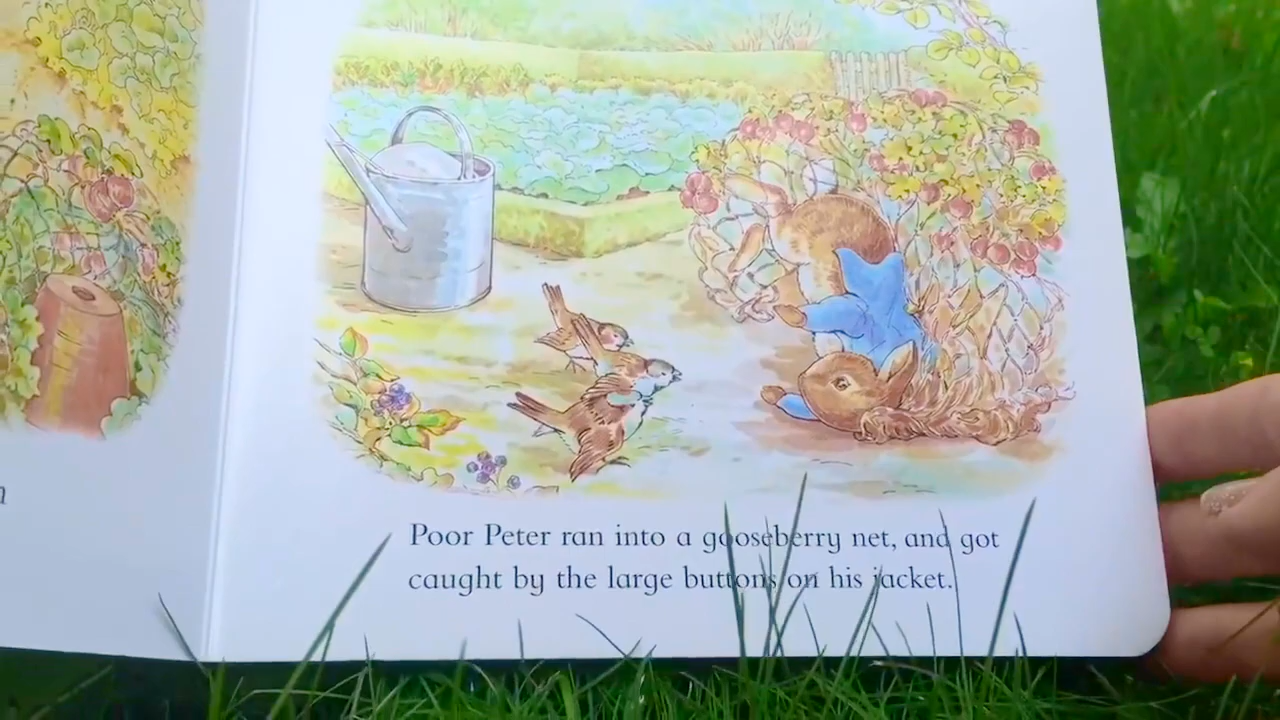 Poor Peter ran into a gooseberry net, and got
caught by the large buttons on his jacket.